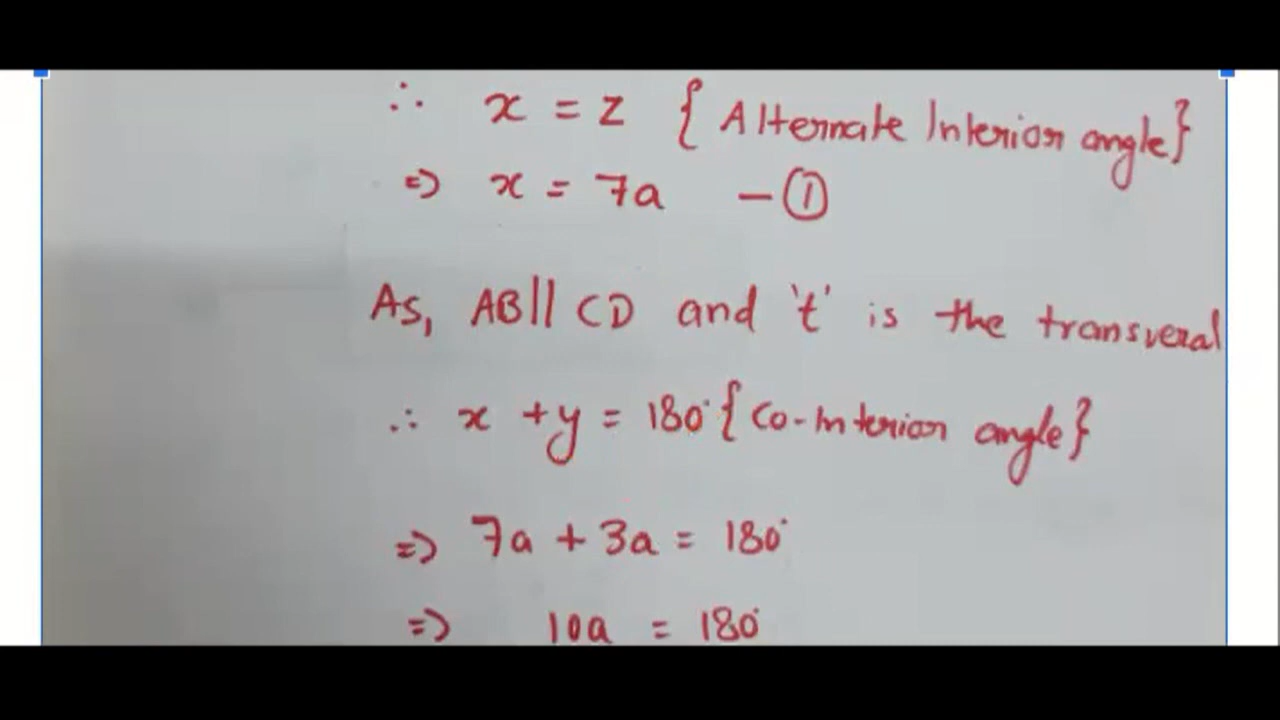 ∴ x = z { Alternate Interior angle}
⇒ x = 7a — ①
As, AB || CD and 't' is the transveral
∴ x + y = 180° {Co-Interior angle}
⇒ 7a + 3a = 180°
⇒ 10a = 180°